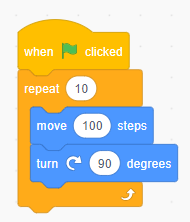 when clicked
repeat 10
move 100 steps
turn 90 degrees